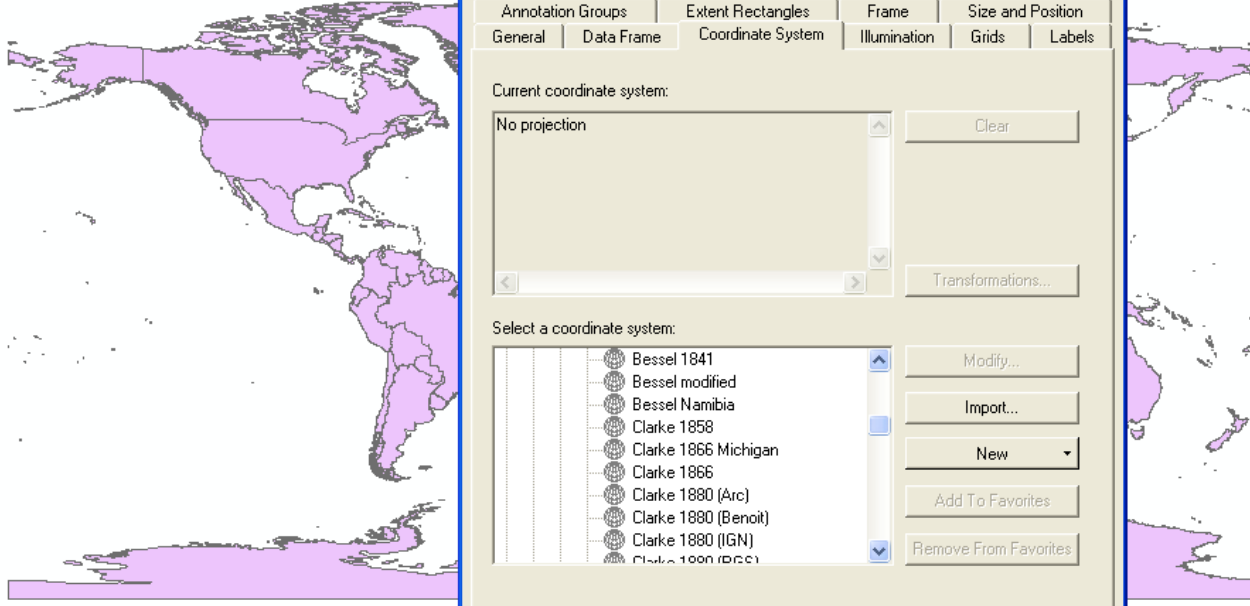 Annotation Groups Extent Rectangles Frame Size and Position
General Data Frame Coordinate System Illumination Grids Labels
Current coordinate system:
No projection
Clear
Transformations...
Select a coordinate system:
Bessel 1841
Bessel modified
Bessel Namibia
Clarke 1858
Clarke 1866 Michigan
Clarke 1866
Clarke 1880 (Arc)
Clarke 1880 (Benoit)
Clarke 1880 (IGN)
Clarke 1880 (RGS)
Modify...
Import...
New
Add To Favorites
Remove From Favorites